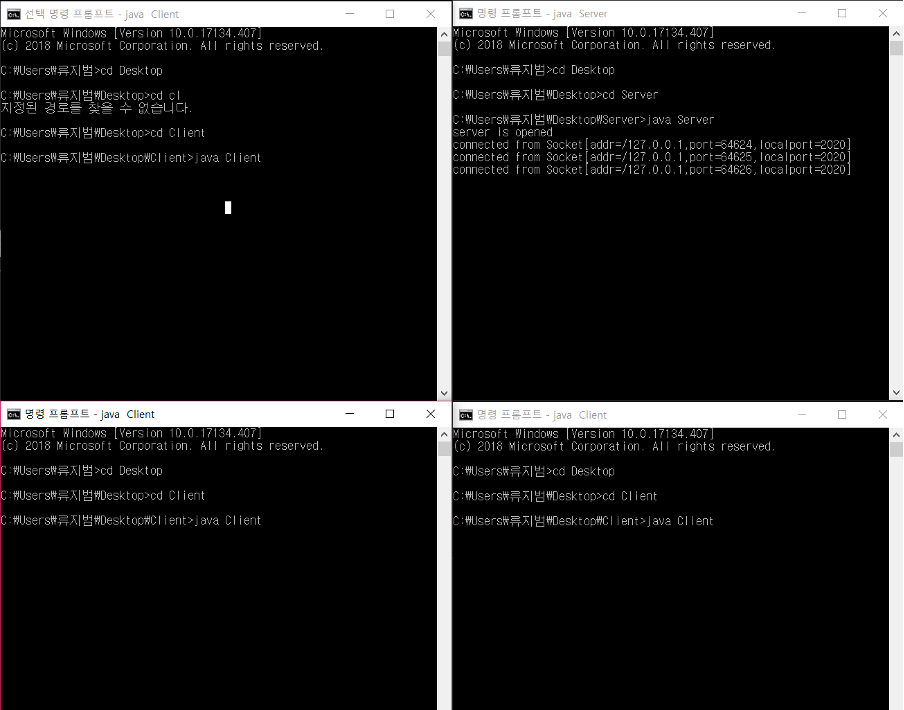 선택 명령 프롬프트 - java  Client
Microsoft Windows [Version 10.0.17134.407]
(c) 2018 Microsoft Corporation. All rights reserved.
C:₩Users₩류지범>cd Desktop
C:₩Users₩류지범₩Desktop>cd cl
지정된 경로를 찾을 수 없습니다.
C:₩Users₩류지범₩Desktop>cd Client
C:₩Users₩류지범₩Desktop₩Client>java Client
명령 프롬프트 - java  Server
Microsoft Windows [Version 10.0.17134.407]
(c) 2018 Microsoft Corporation. All rights reserved.
C:₩Users₩류지범>cd Desktop
C:₩Users₩류지범₩Desktop>cd Server
C:₩Users₩류지범₩Desktop₩Server>java Server
server is opened
connected from Socket[addr=/127.0.0.1,port=64624,localport=2020]
connected from Socket[addr=/127.0.0.1,port=64625,localport=2020]
connected from Socket[addr=/127.0.0.1,port=64626,localport=2020]
명령 프롬프트 - java  Client
Microsoft Windows [Version 10.0.17134.407]
(c) 2018 Microsoft Corporation. All rights reserved.
C:₩Users₩류지범>cd Desktop
C:₩Users₩류지범₩Desktop>cd Client
C:₩Users₩류지범₩Desktop₩Client>java Client
명령 프롬프트 - java  Client
Microsoft Windows [Version 10.0.17134.407]
(c) 2018 Microsoft Corporation. All rights reserved.
C:₩Users₩류지범>cd Desktop
C:₩Users₩류지범₩Desktop>cd Client
C:₩Users₩류지범₩Desktop₩Client>java Client